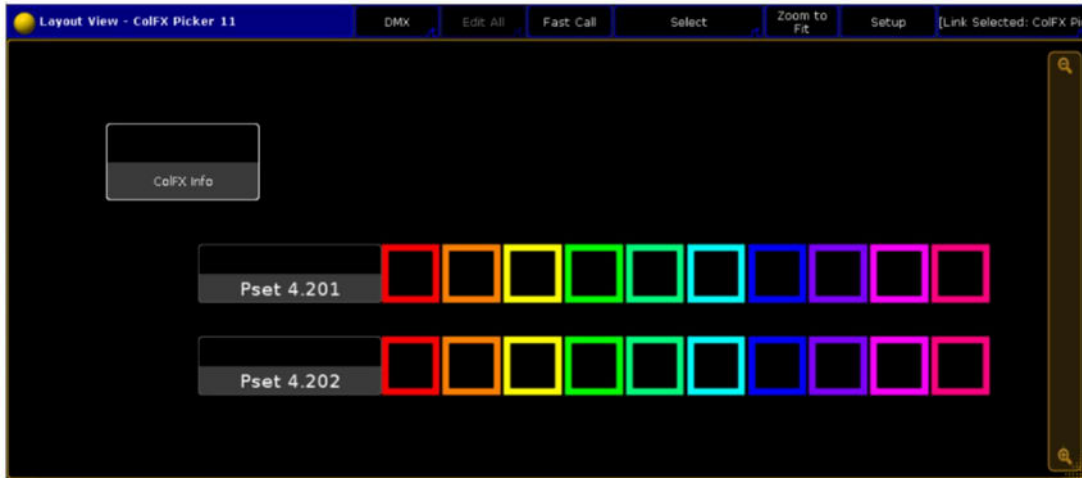 Layout View - ColFX Picker 11
DMX
Edit All
Fast Call
Select
Zoom to
Fit
Setup
[Link Selected: ColFX Pi
ColFX Info
Pset 4.201
Pset 4.202